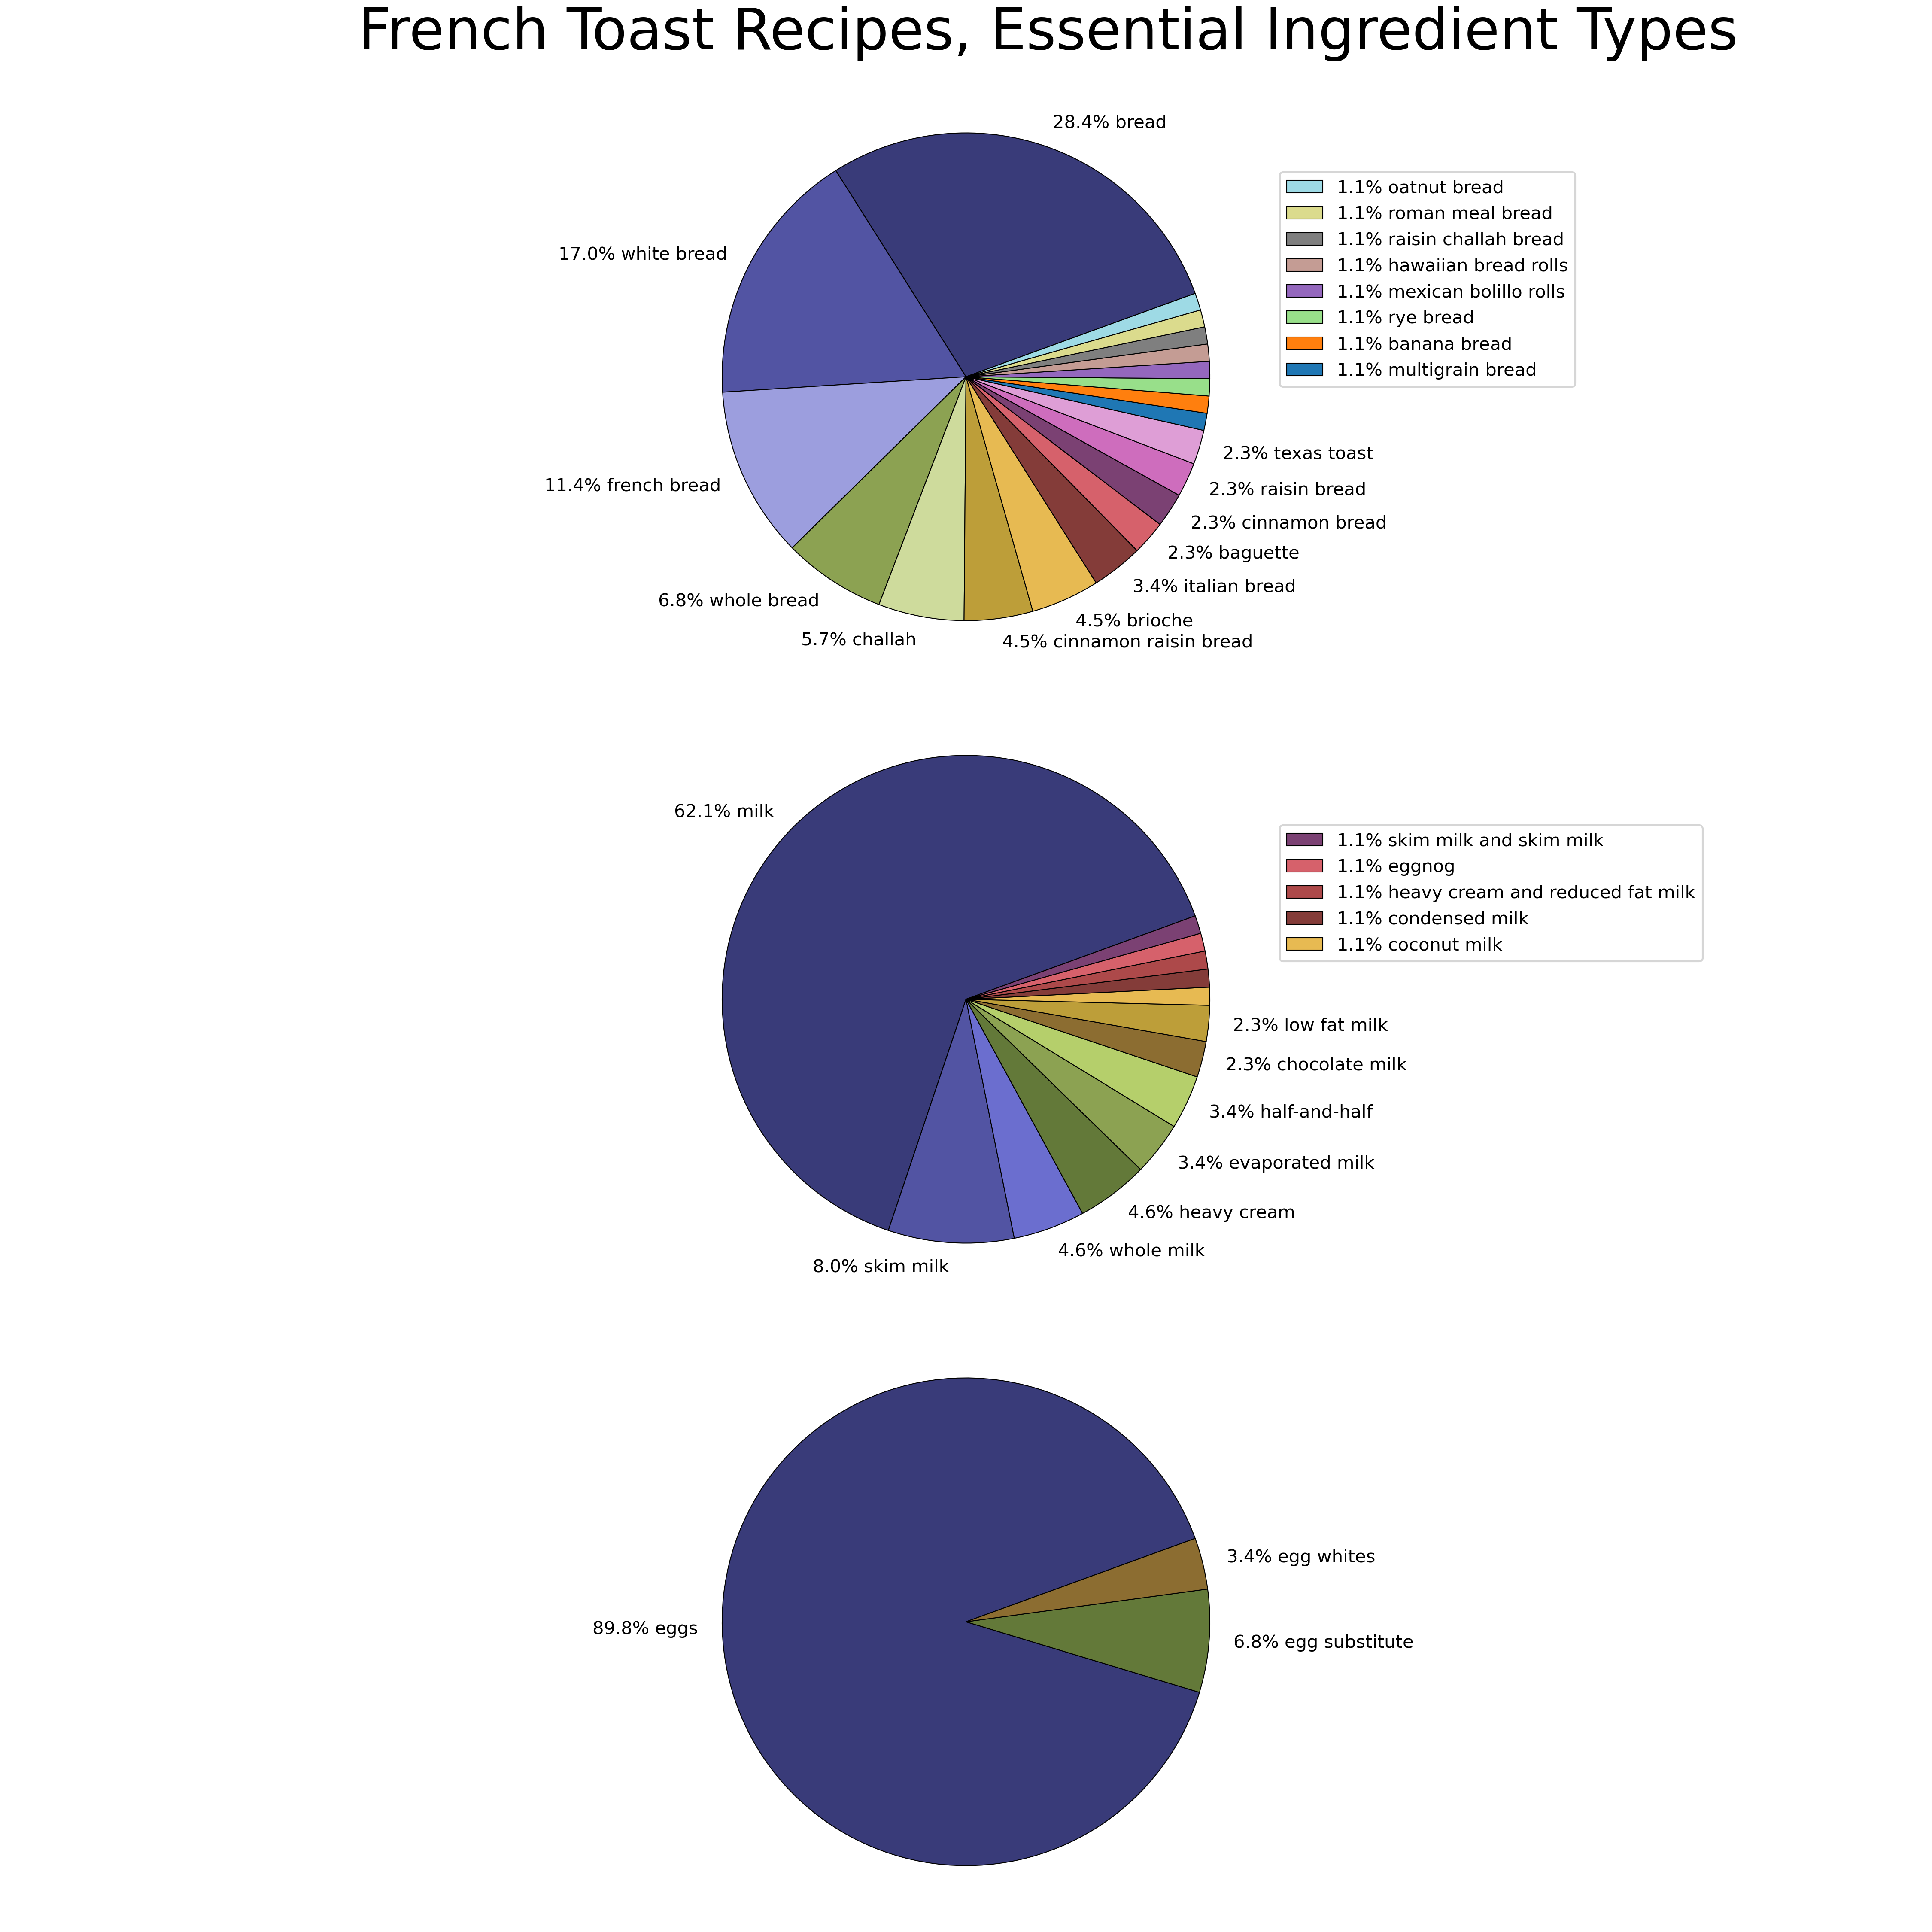 French Toast Recipes, Essential Ingredient Types
28.4% bread
17.0% white bread
11.4% french bread
6.8% whole bread
5.7% challah
4.5% cinnamon raisin bread
4.5% brioche
3.4% italian bread
2.3% baguette
2.3% cinnamon bread
2.3% raisin bread
2.3% texas toast
1.1% oatnut bread
1.1% roman meal bread
1.1% raisin challah bread
1.1% hawaiian bread rolls
1.1% mexican bolillo rolls
1.1% rye bread
1.1% banana bread
1.1% multigrain bread
62.1% milk
8.0% skim milk
4.6% whole milk
4.6% heavy cream
3.4% evaporated milk
3.4% half-and-half
2.3% chocolate milk
2.3% low fat milk
1.1% skim milk and skim milk
1.1% eggnog
1.1% heavy cream and reduced fat milk
1.1% condensed milk
1.1% coconut milk
89.8% eggs
6.8% egg substitute
3.4% egg whites